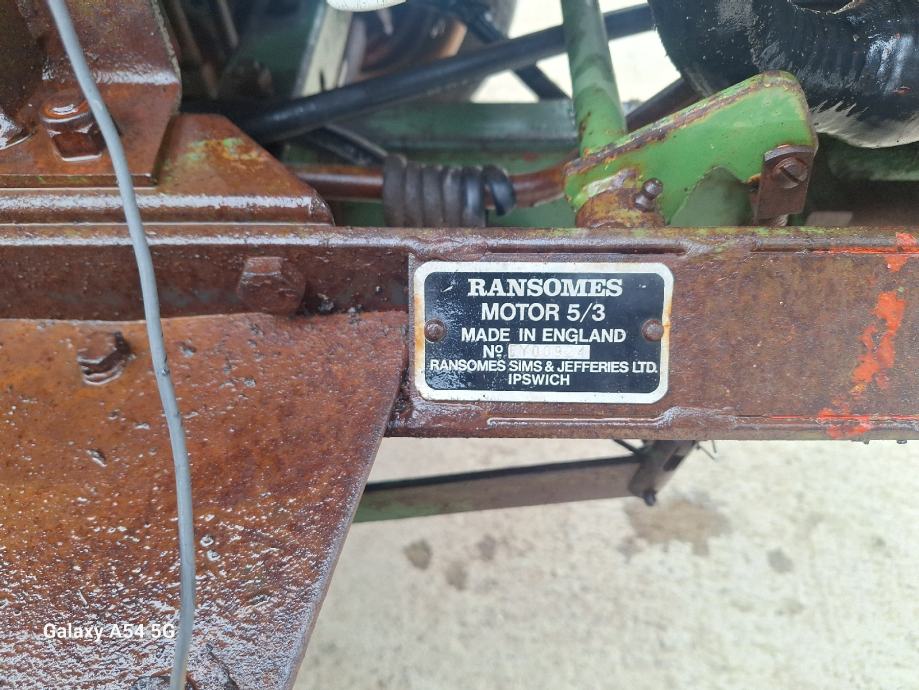 RANSOMES
MOTOR 5/3
MADE IN ENGLAND
Nº
RANSOMES SIMS & JEFFERIES LTD.
IPSWICH
Galaxy A54 5G